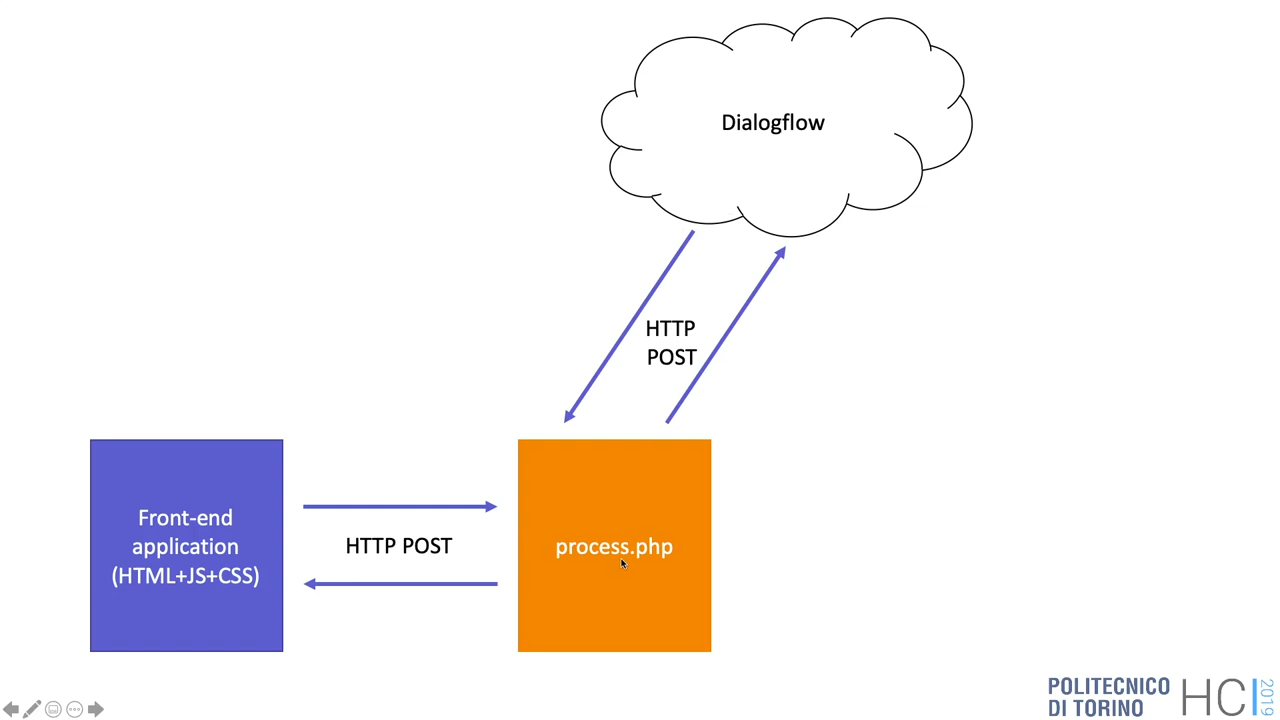 Dialogflow
HTTP
POST
Front-end
application
(HTML+JS+CSS)
HTTP POST
process.php
POLITECNICO
DI TORINO
HCI
2019